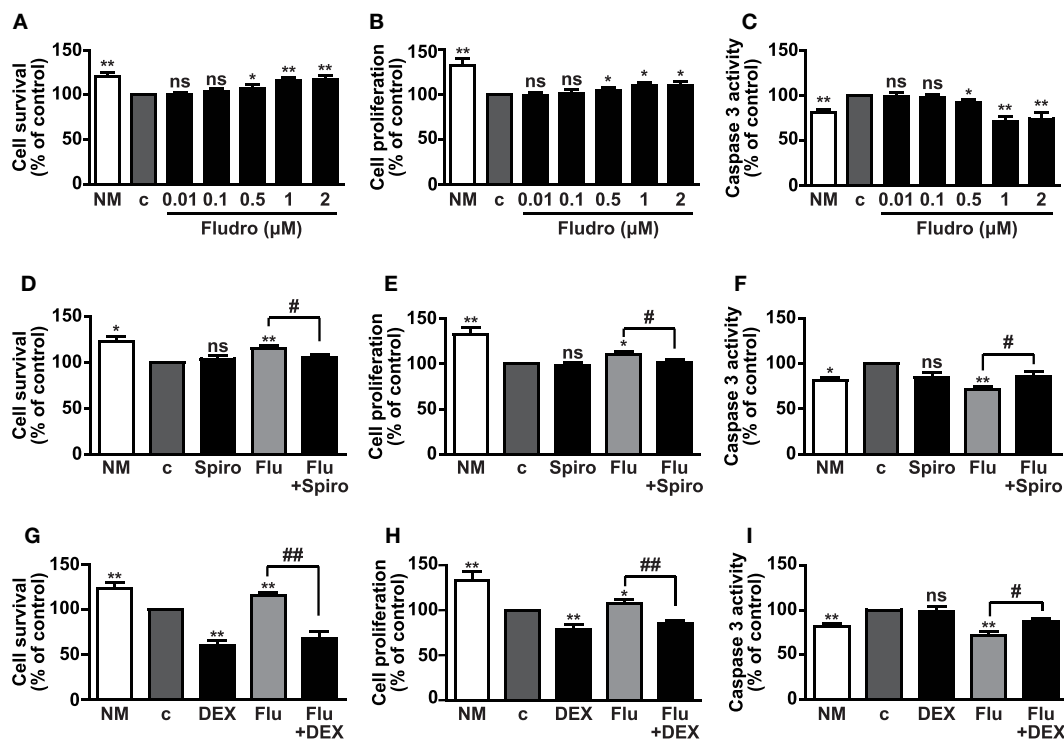 A
Cell survival
(% of control)
150
100
50
0
** ns ns * ** **
NM c 0.01 0.1 0.5 1 2
Fludro (µM)
B
Cell proliferation
(% of control)
150
100
50
0
** ns ns * * *
NM c 0.01 0.1 0.5 1 2
Fludro (µM)
C
Caspase 3 activity
(% of control)
150
100
50
0
** ns ns * ** **
NM c 0.01 0.1 0.5 1 2
Fludro (µM)
D
Cell survival
(% of control)
150
100
50
0
#
* ns **
NM c Spiro Flu Flu
+Spiro
E
Cell proliferation
(% of control)
150
100
50
0
#
** ns *
NM c Spiro Flu Flu
+Spiro
F
Caspase 3 activity
(% of control)
150
100
50
0
#
* ns **
NM c Spiro Flu Flu
+Spiro
G
Cell survival
(% of control)
150
100
50
0
##
** ** **
NM c DEX Flu Flu
+DEX
H
Cell proliferation
(% of control)
150
100
50
0
##
** ** *
NM c DEX Flu Flu
+DEX
I
Caspase 3 activity
(% of control)
150
100
50
0
#
** ns **
NM c DEX Flu Flu
+DEX